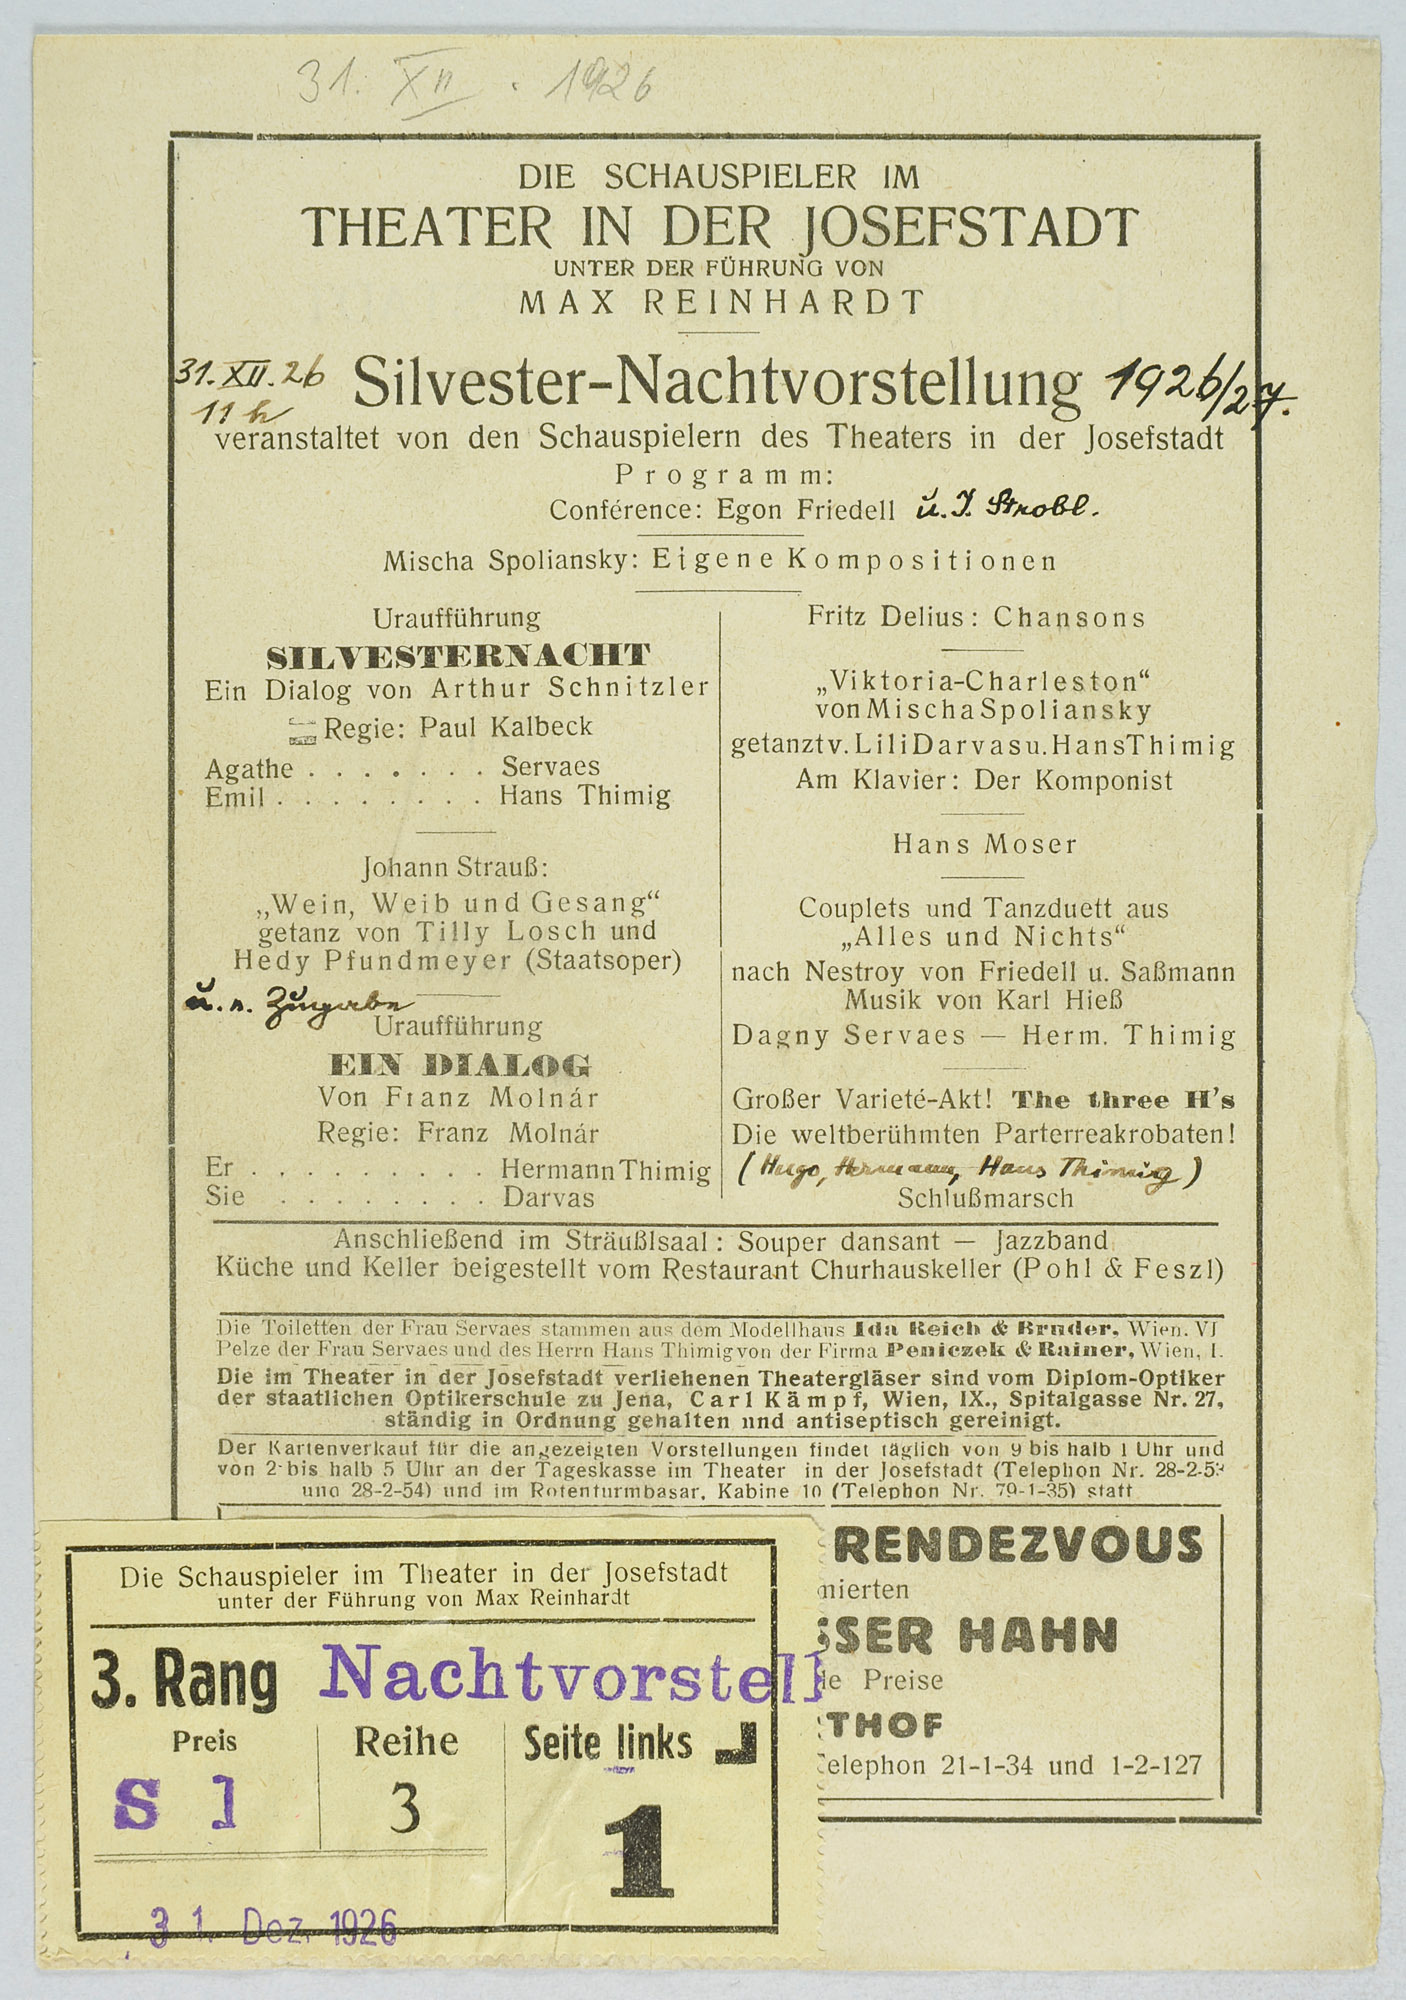 31. XII. 1926
DIE SCHAUSPIELER IM
THEATER IN DER JOSEFSTADT
UNTER DER FÜHRUNG VON
MAX REINHARDT
31. XII. 26
11 h
Silvester-Nachtvorstellung 1926/27.
veranstaltet von den Schauspielern des Theaters in der Josefstadt
Programm:
Conférence: Egon Friedell u. J. Strobl.
Mischa Spoliansky: Eigene Kompositionen
Uraufführung
SILVESTERNACHT
Ein Dialog von Arthur Schnitzler
Regie: Paul Kalbeck
Agathe . . . . . . . Servaes
Emil . . . . . . . . Hans Thimig
Johann Strauß:
„Wein, Weib und Gesang“
getanz von Tilly Losch und
Hedy Pfundmeyer (Staatsoper)
u. n. Zugabe
Uraufführung
EIN DIALOG
Von Franz Molnár
Regie: Franz Molnár
Er . . . . . . . . . Hermann Thimig
Sie . . . . . . . . Darvas
Fritz Delius: Chansons
„Viktoria-Charleston“
von Mischa Spoliansky
getanzt v. Lili Darvas u. Hans Thimig
Am Klavier: Der Komponist
Hans Moser
Couplets und Tanzduett aus
„Alles und Nichts“
nach Nestroy von Friedell u. Saßmann
Musik von Karl Hieß
Dagny Servaes — Herm. Thimig
Großer Varieté-Akt! The three H's
Die weltberühmten Parterreakrobaten!
(Hugo, Hermann, Hans Thimig)
Schlußmarsch
Anschließend im Sträußlsaal: Souper dansant — Jazzband
Küche und Keller beigestellt vom Restaurant Churhauskeller (Pohl & Feszl)
Die Toiletten der Frau Servaes stammen aus dem Modellhaus Ida Reich & Bruder, Wien. VI
Pelze der Frau Servaes und des Herrn Hans Thimig von der Firma Peniczek & Rainer, Wien, I.
Die im Theater in der Josefstadt verliehenen Theatergläser sind vom Diplom-Optiker
der staatlichen Optikerschule zu Jena, Carl Kämpf, Wien, IX., Spitalgasse Nr. 27,
ständig in Ordnung gehalten und antiseptisch gereinigt.
Der Kartenverkauf für die angezeigten Vorstellungen findet täglich von 9 bis halb 1 Uhr und
von 2 bis halb 5 Uhr an der Tageskasse im Theater in der Josefstadt (Telephon Nr. 28-2-53
und 28-2-54) und im Rotenturmbasar, Kabine 10 (Telephon Nr. 79-1-35) statt
RENDEZVOUS
mierten
SSER HAHN
le Preise
THOF
elephon 21-1-34 und 1-2-127
Die Schauspieler im Theater in der Josefstadt
unter der Führung von Max Reinhardt
3. Rang Nachtvorstell
Preis
S 1
Reihe
3
Seite links
1
31. Dez. 1926